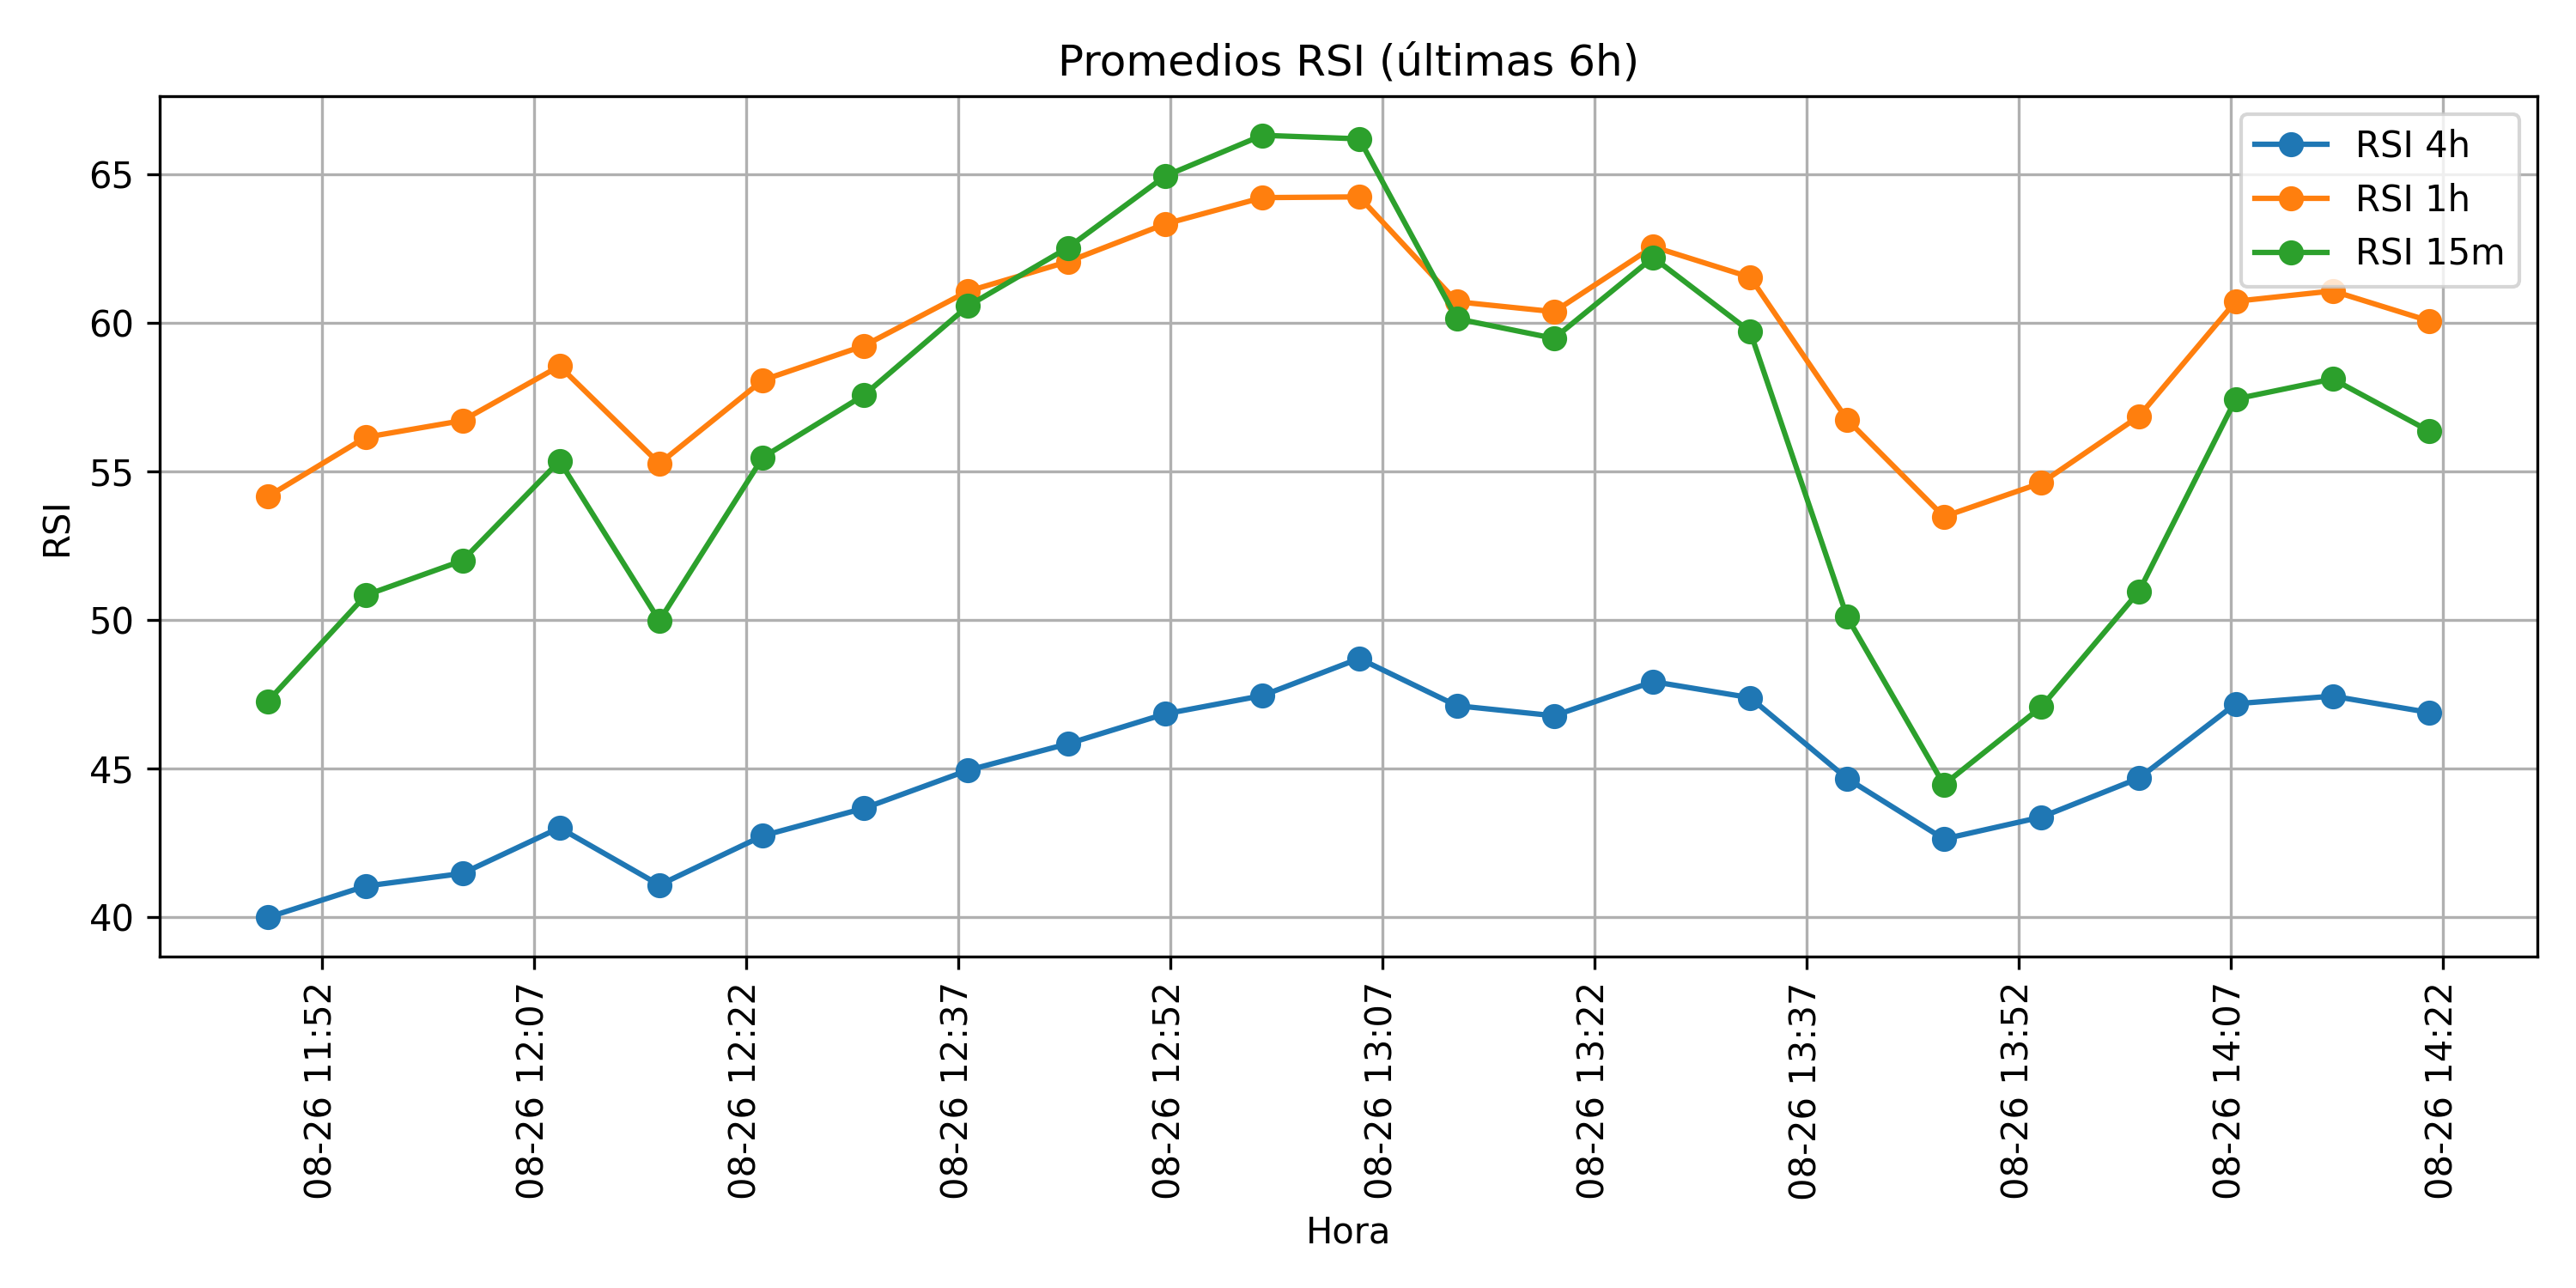 Promedios RSI (últimas 6h)
RSI 4h
RSI 1h
RSI 15m
RSI
65
60
55
50
45
40
08-26 11:52
08-26 12:07
08-26 12:22
08-26 12:37
08-26 12:52
08-26 13:07
08-26 13:22
08-26 13:37
08-26 13:52
08-26 14:07
08-26 14:22
Hora